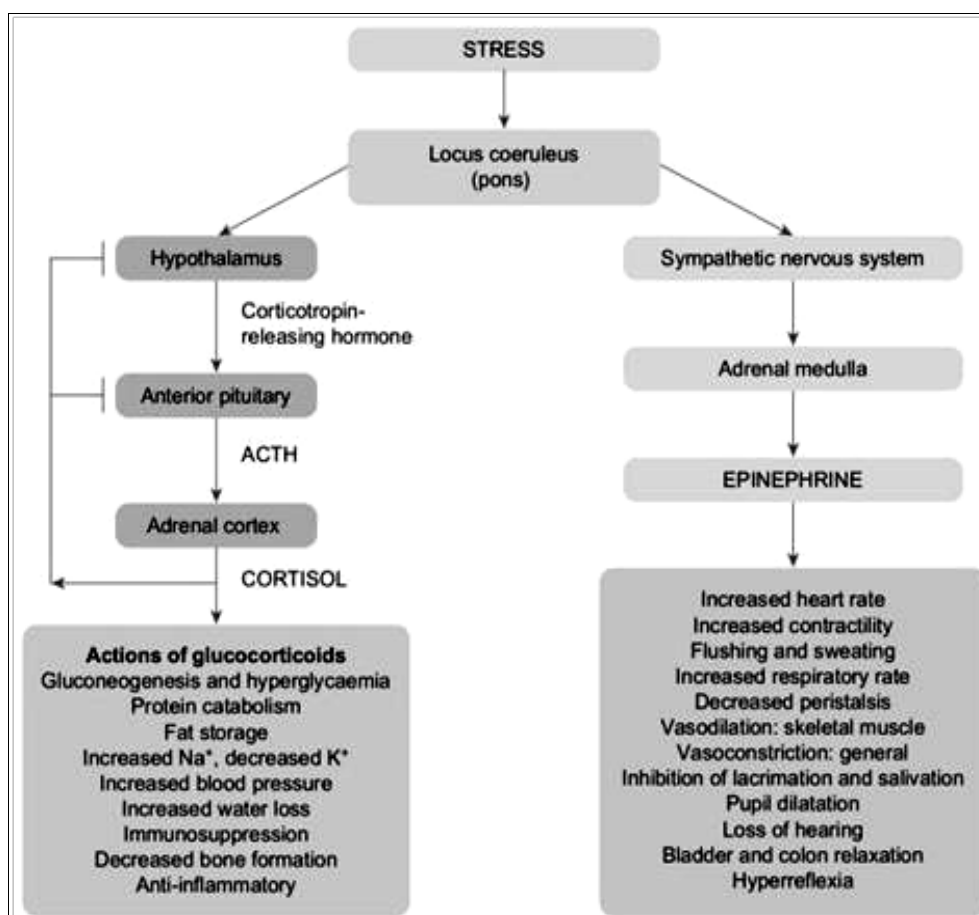 STRESS
Locus coeruleus
(pons)
Hypothalamus
Sympathetic nervous system
Corticotropin-
releasing hormone
Adrenal medulla
Anterior pituitary
ACTH
EPINEPHRINE
Adrenal cortex
CORTISOL
Actions of glucocorticoids
Gluconeogenesis and hyperglycaemia
Protein catabolism
Fat storage
Increased Na⁺, decreased K⁺
Increased blood pressure
Increased water loss
Immunosuppression
Decreased bone formation
Anti-inflammatory
Increased heart rate
Increased contractility
Flushing and sweating
Increased respiratory rate
Decreased peristalsis
Vasodilation: skeletal muscle
Vasoconstriction: general
Inhibition of lacrimation and salivation
Pupil dilatation
Loss of hearing
Bladder and colon relaxation
Hyperreflexia